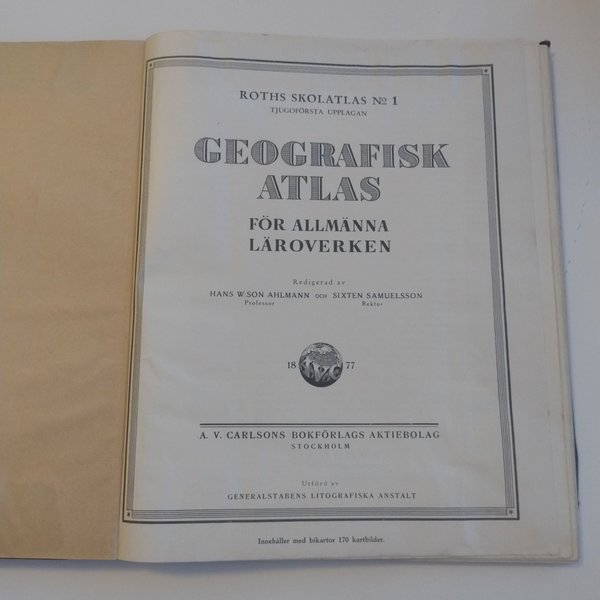 ROTHS SKOLATLAS No 1
TJUGOFÖRSTA UPPLAGAN
GEOGRAFISK
ATLAS
FÖR ALLMÄNNA
LÄROVERKEN
Redigerad av
HANS W:SON AHLMANN OCH SIXTEN SAMUELSSON
Professor Rektor
18 77
A. V. CARLSONS BOKFÖRLAGS AKTIEBOLAG
STOCKHOLM
Utförd av
GENERALSTABENS LITOGRAFISKA ANSTALT
Innehåller med bikartor 170 kartbilder.